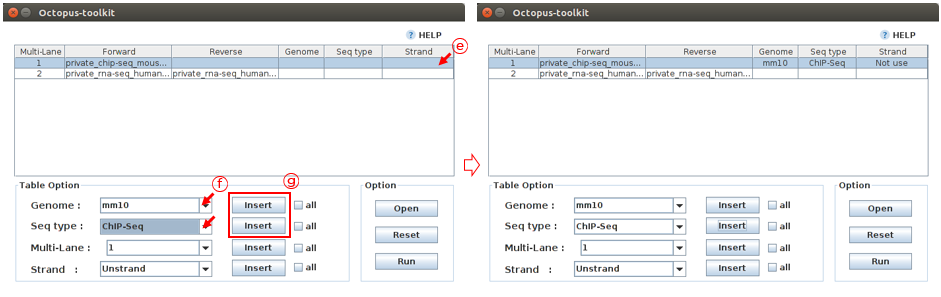 Octopus-toolkit
? HELP
Multi-Lane Forward Reverse Genome Seq type Strand
1 private_chip-seq_mous...
2 private_rna-seq_human... private_rna-seq_human...
e
Table Option
f
g
Genome : mm10 Insert all
Seq type : ChIP-Seq Insert all
Multi-Lane : 1 Insert all
Strand : Unstrand Insert all
Option
Open
Reset
Run
Octopus-toolkit
? HELP
Multi-Lane Forward Reverse Genome Seq type Strand
1 private_chip-seq_mous... mm10 ChIP-Seq Not use
2 private_rna-seq_human... private_rna-seq_human...
Table Option
Genome : mm10 Insert all
Seq type : ChIP-Seq Insert all
Multi-Lane : 1 Insert all
Strand : Unstrand Insert all
Option
Open
Reset
Run